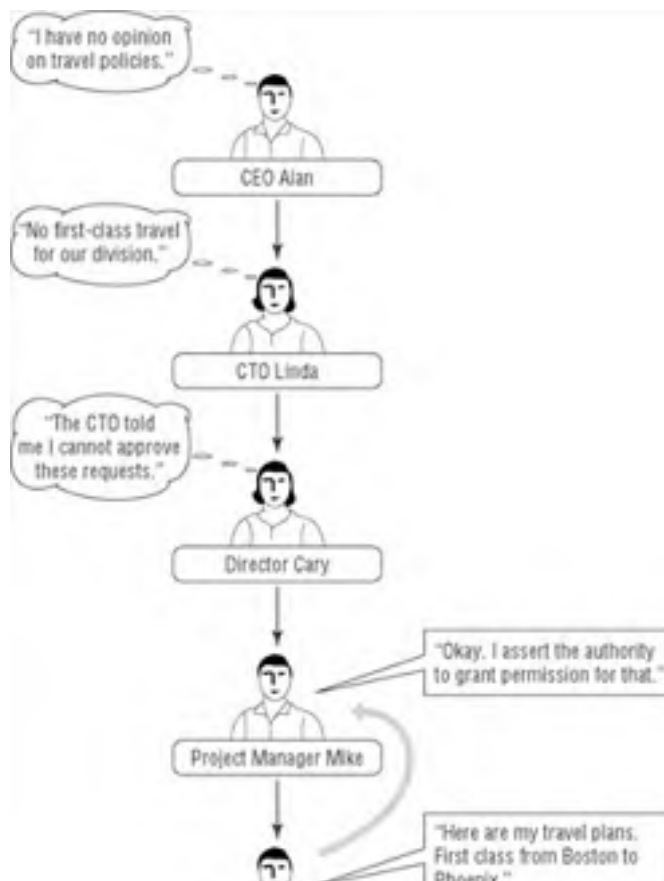 "I have no opinion
on travel policies."
CEO Alan
"No first-class travel
for our division."
CTO Linda
"The CTO told
me I cannot approve
these requests."
Director Cary
"Okay. I assert the authority
to grant permission for that."
Project Manager Mike
"Here are my travel plans.
First class from Boston to
Phoenix."